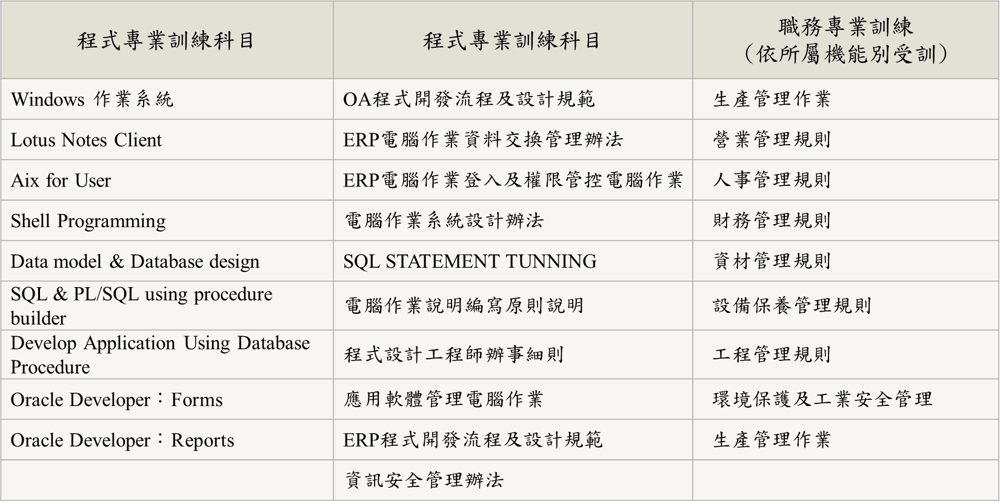 程式專業訓練科目
程式專業訓練科目
職務專業訓練
（依所屬機能別受訓）
Windows 作業系統
OA程式開發流程及設計規範
生產管理作業
Lotus Notes Client
ERP電腦作業資料交換管理辦法
營業管理規則
Aix for User
ERP電腦作業登入及權限管控電腦作業
人事管理規則
Shell Programming
電腦作業系統設計辦法
財務管理規則
Data model & Database design
SQL STATEMENT TUNNING
資材管理規則
SQL & PL/SQL using procedure
builder
電腦作業說明編寫原則說明
設備保養管理規則
Develop Application Using Database
Procedure
程式設計工程師辦事細則
工程管理規則
Oracle Developer：Forms
應用軟體管理電腦作業
環境保護及工業安全管理
Oracle Developer：Reports
ERP程式開發流程及設計規範
生產管理作業
資訊安全管理辦法